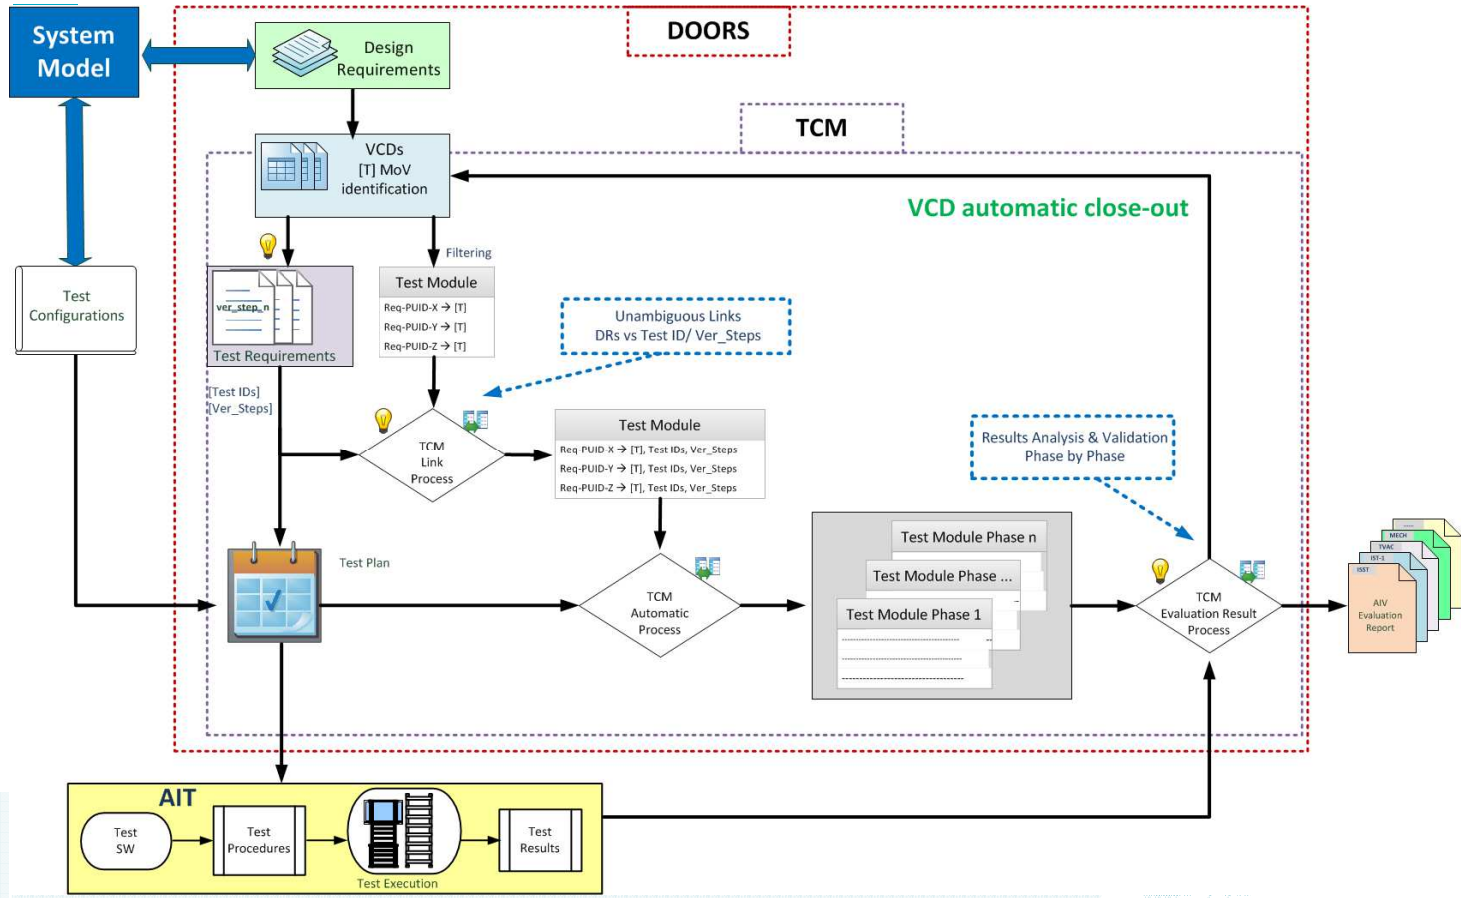 System
Model
DOORS
Design
Requirements
TCM
VCDs
[T] MoV
identification
VCD automatic close-out
Filtering
Test
Configurations
ver_step_n
Test Requirements
Test Module
Req-PUID-X → [T]
Req-PUID-Y → [T]
Req-PUID-Z → [T]
Unambiguous Links
DRs vs Test ID/ Ver_Steps
[Test IDs]
[Ver_Steps]
TCM
Link
Process
Test Module
Req-PUID-X → [T], Test IDs, Ver_Steps
Req-PUID-Y → [T], Test IDs, Ver_Steps
Req-PUID-Z → [T], Test IDs, Ver_Steps
Results Analysis & Validation
Phase by Phase
Test Plan
TCM
Automatic
Process
Test Module Phase n
Test Module Phase ...
Test Module Phase 1
TCM
Evaluation Result
Process
MECH
TVAC
IST-1
ISST
AIV
Evaluation
Report
AIT
Test
SW
Test
Procedures
Test Execution
Test
Results